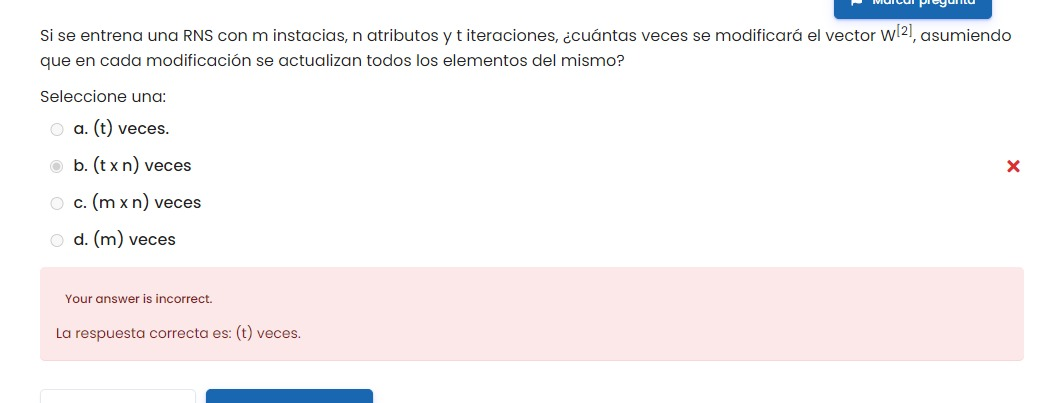 Marcar pregunta
Si se entrena una RNS con m instacias, n atributos y t iteraciones, ¿cuántas veces se modificará el vector W[2], asumiendo
que en cada modificación se actualizan todos los elementos del mismo?
Seleccione una:
a. (t) veces.
b. (t x n) veces
c. (m x n) veces
d. (m) veces
Your answer is incorrect.
La respuesta correcta es: (t) veces.